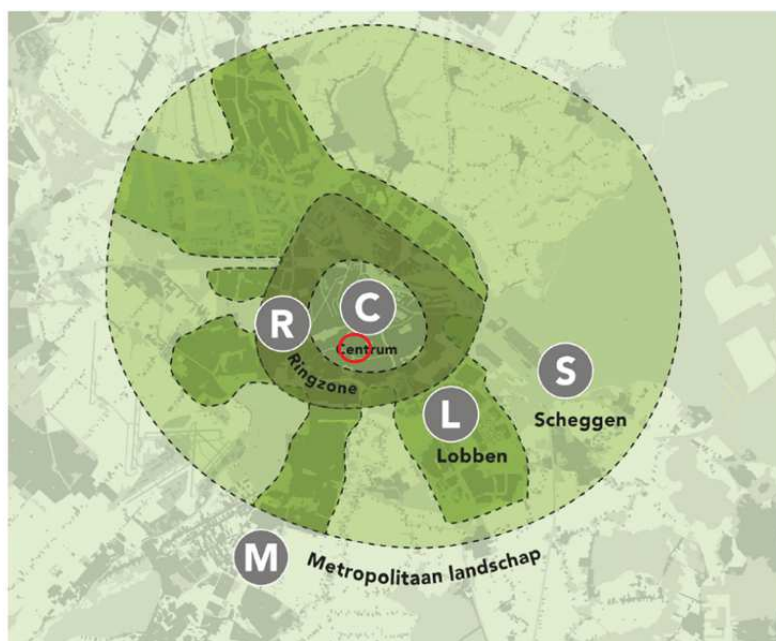 C
R
Centrum
Ringzone
S
L
Scheggen
Lobben
M
Metropolitaan landschap